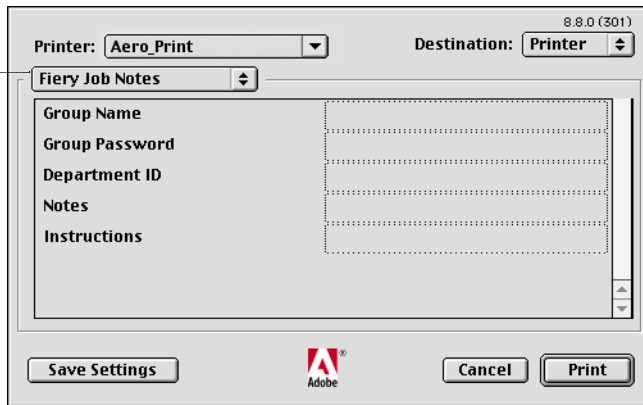 8.8.0 (301)
Printer: Aero_Print Destination: Printer
Fiery Job Notes
Group Name
Group Password
Department ID
Notes
Instructions
Save Settings Adobe ® Cancel Print